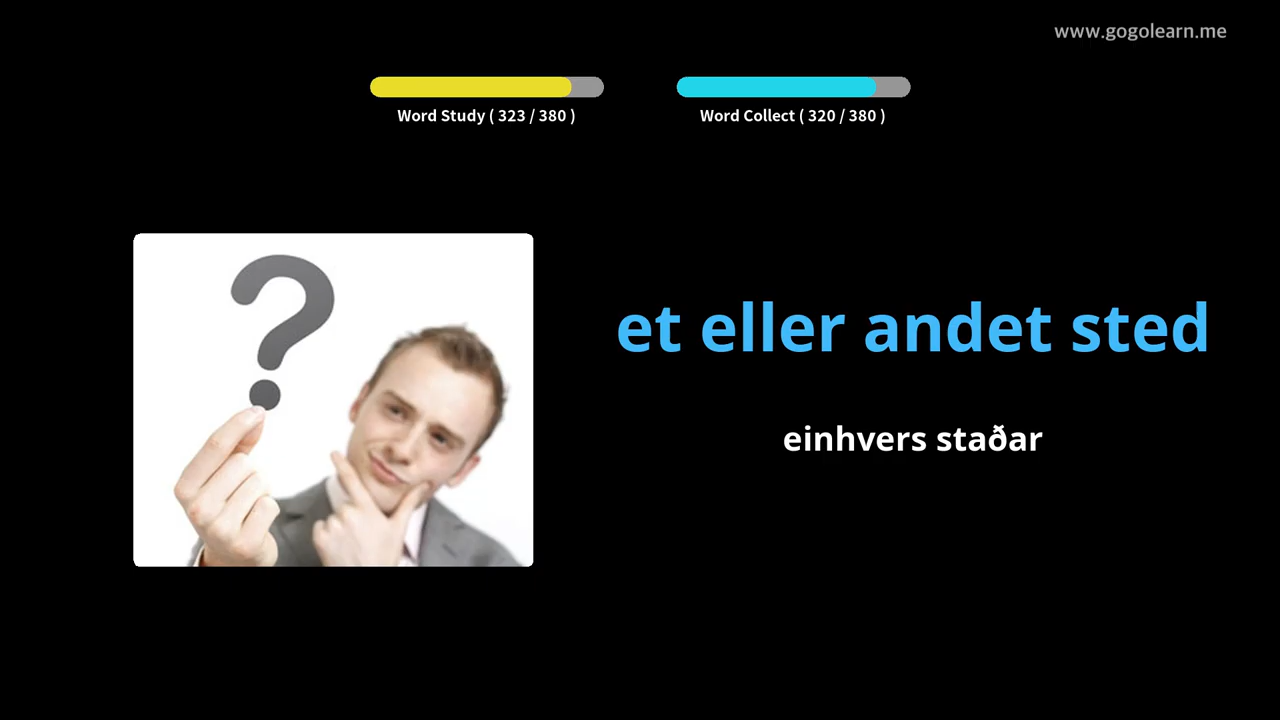 www.gogolearn.me
Word Study ( 323 / 380 )
Word Collect ( 320 / 380 )
et eller andet sted
einhvers staðar